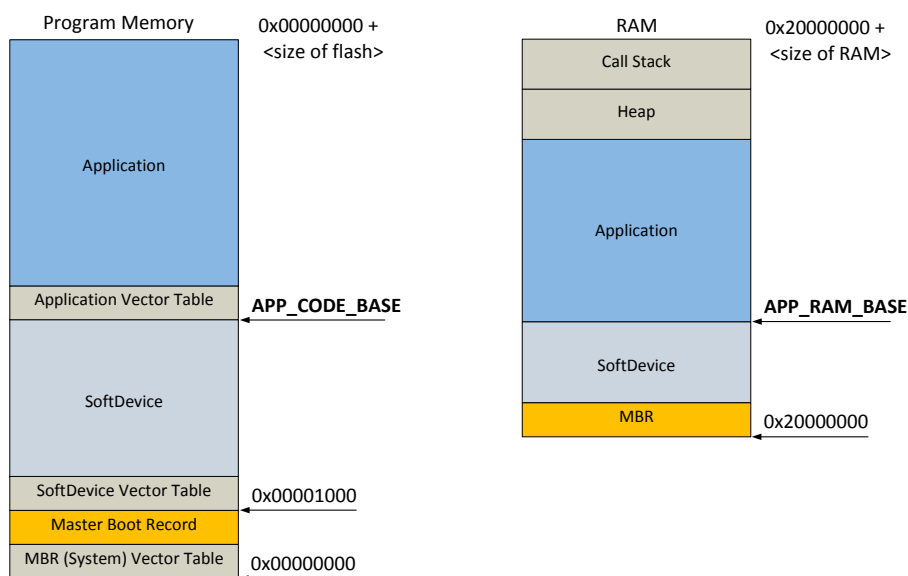 Program Memory
0x00000000 +
<size of flash>
Application
Application Vector Table
APP_CODE_BASE
SoftDevice
SoftDevice Vector Table
0x00001000
Master Boot Record
MBR (System) Vector Table
0x00000000
RAM
0x20000000 +
<size of RAM>
Call Stack
Heap
Application
APP_RAM_BASE
SoftDevice
MBR
0x20000000